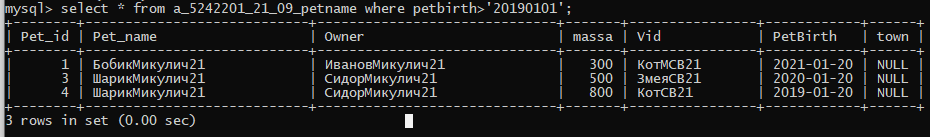 mysql> select * from a_5242201_21_09_petname where petbirth>'20190101';
+--------+----------------------+----------------------+-------+------------+------------+------+
| Pet_id | Pet_name | Owner | massa | Vid | PetBirth | town |
+--------+----------------------+----------------------+-------+------------+------------+------+
| 1 | БобикМикулич21 | ИвановМикулич21 | 300 | КотМСВ21 | 2021-01-20 | NULL |
| 3 | ШарикМикулич21 | СидорМикулич21 | 500 | ЗмеяСВ21 | 2020-01-20 | NULL |
| 4 | ШарикМикулич21 | СидорМикулич21 | 800 | КотСВ21 | 2019-01-20 | NULL |
+--------+----------------------+----------------------+-------+------------+------------+------+
3 rows in set (0.00 sec)